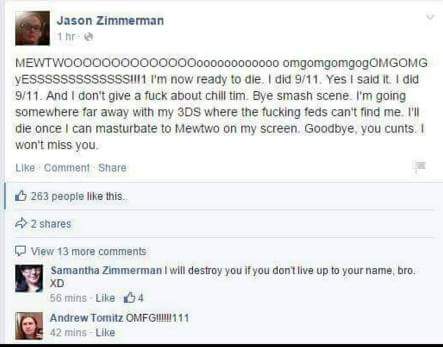 Jason Zimmerman
1 hr ·
MEWTWOOOOOOOOOOOOOOOoooooooooooo omgomgomgogOMGOMG
yESSSSSSSSSSSSS!!!1 I'm now ready to die. I did 9/11. Yes I said it. I did
9/11. And I don't give a fuck about chill tim. Bye smash scene. I'm going
somewhere far away with my 3DS where the fucking feds can't find me. I'll
die once I can masturbate to Mewtwo on my screen. Goodbye, you cunts. I
won't miss you.
Like · Comment · Share
263 people like this.
2 shares
View 13 more comments
Samantha Zimmerman I will destroy you if you don't live up to your name, bro.
XD
56 mins · Like 4
Andrew Tomitz OMFG!!!!!!111
42 mins · Like